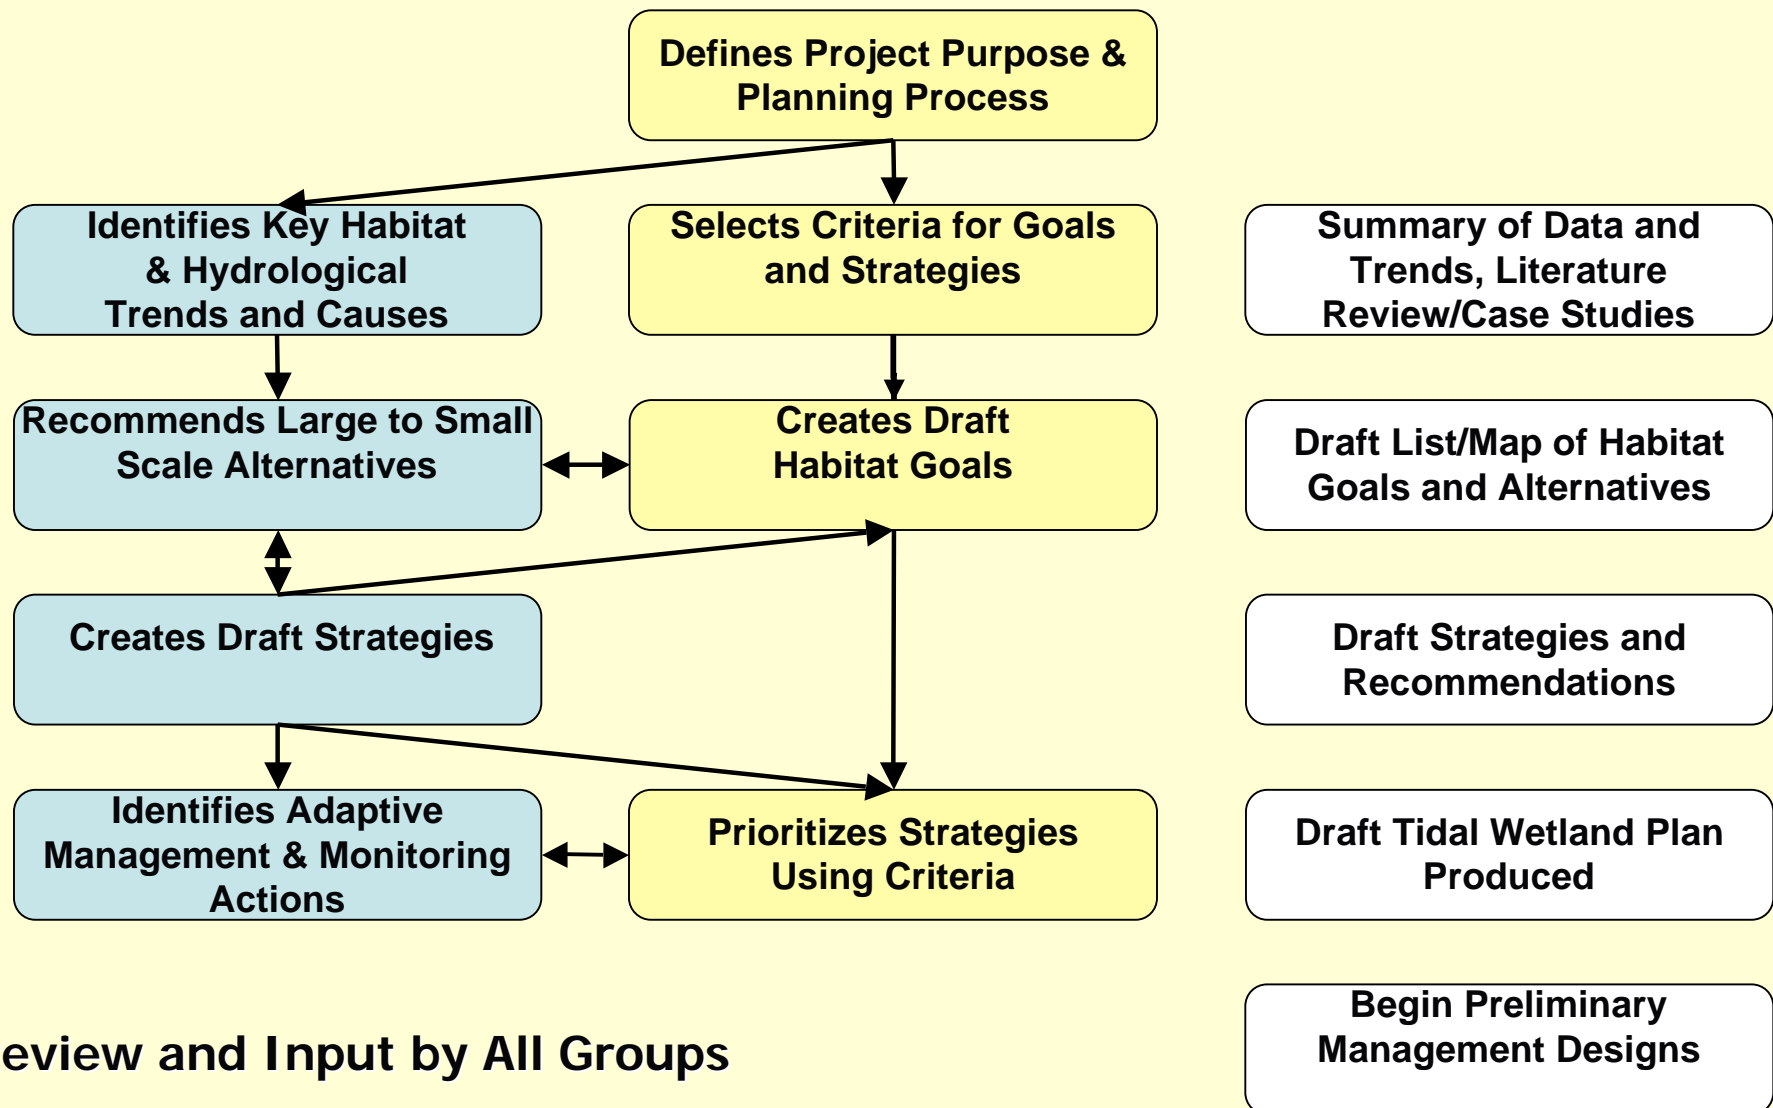 Defines Project Purpose &
Planning Process
Identifies Key Habitat
& Hydrological
Trends and Causes
Selects Criteria for Goals
and Strategies
Summary of Data and
Trends, Literature
Review/Case Studies
Recommends Large to Small
Scale Alternatives
Creates Draft
Habitat Goals
Draft List/Map of Habitat
Goals and Alternatives
Creates Draft Strategies
Draft Strategies and
Recommendations
Identifies Adaptive
Management & Monitoring
Actions
Prioritizes Strategies
Using Criteria
Draft Tidal Wetland Plan
Produced
Begin Preliminary
Management Designs
eview and Input by All Groups